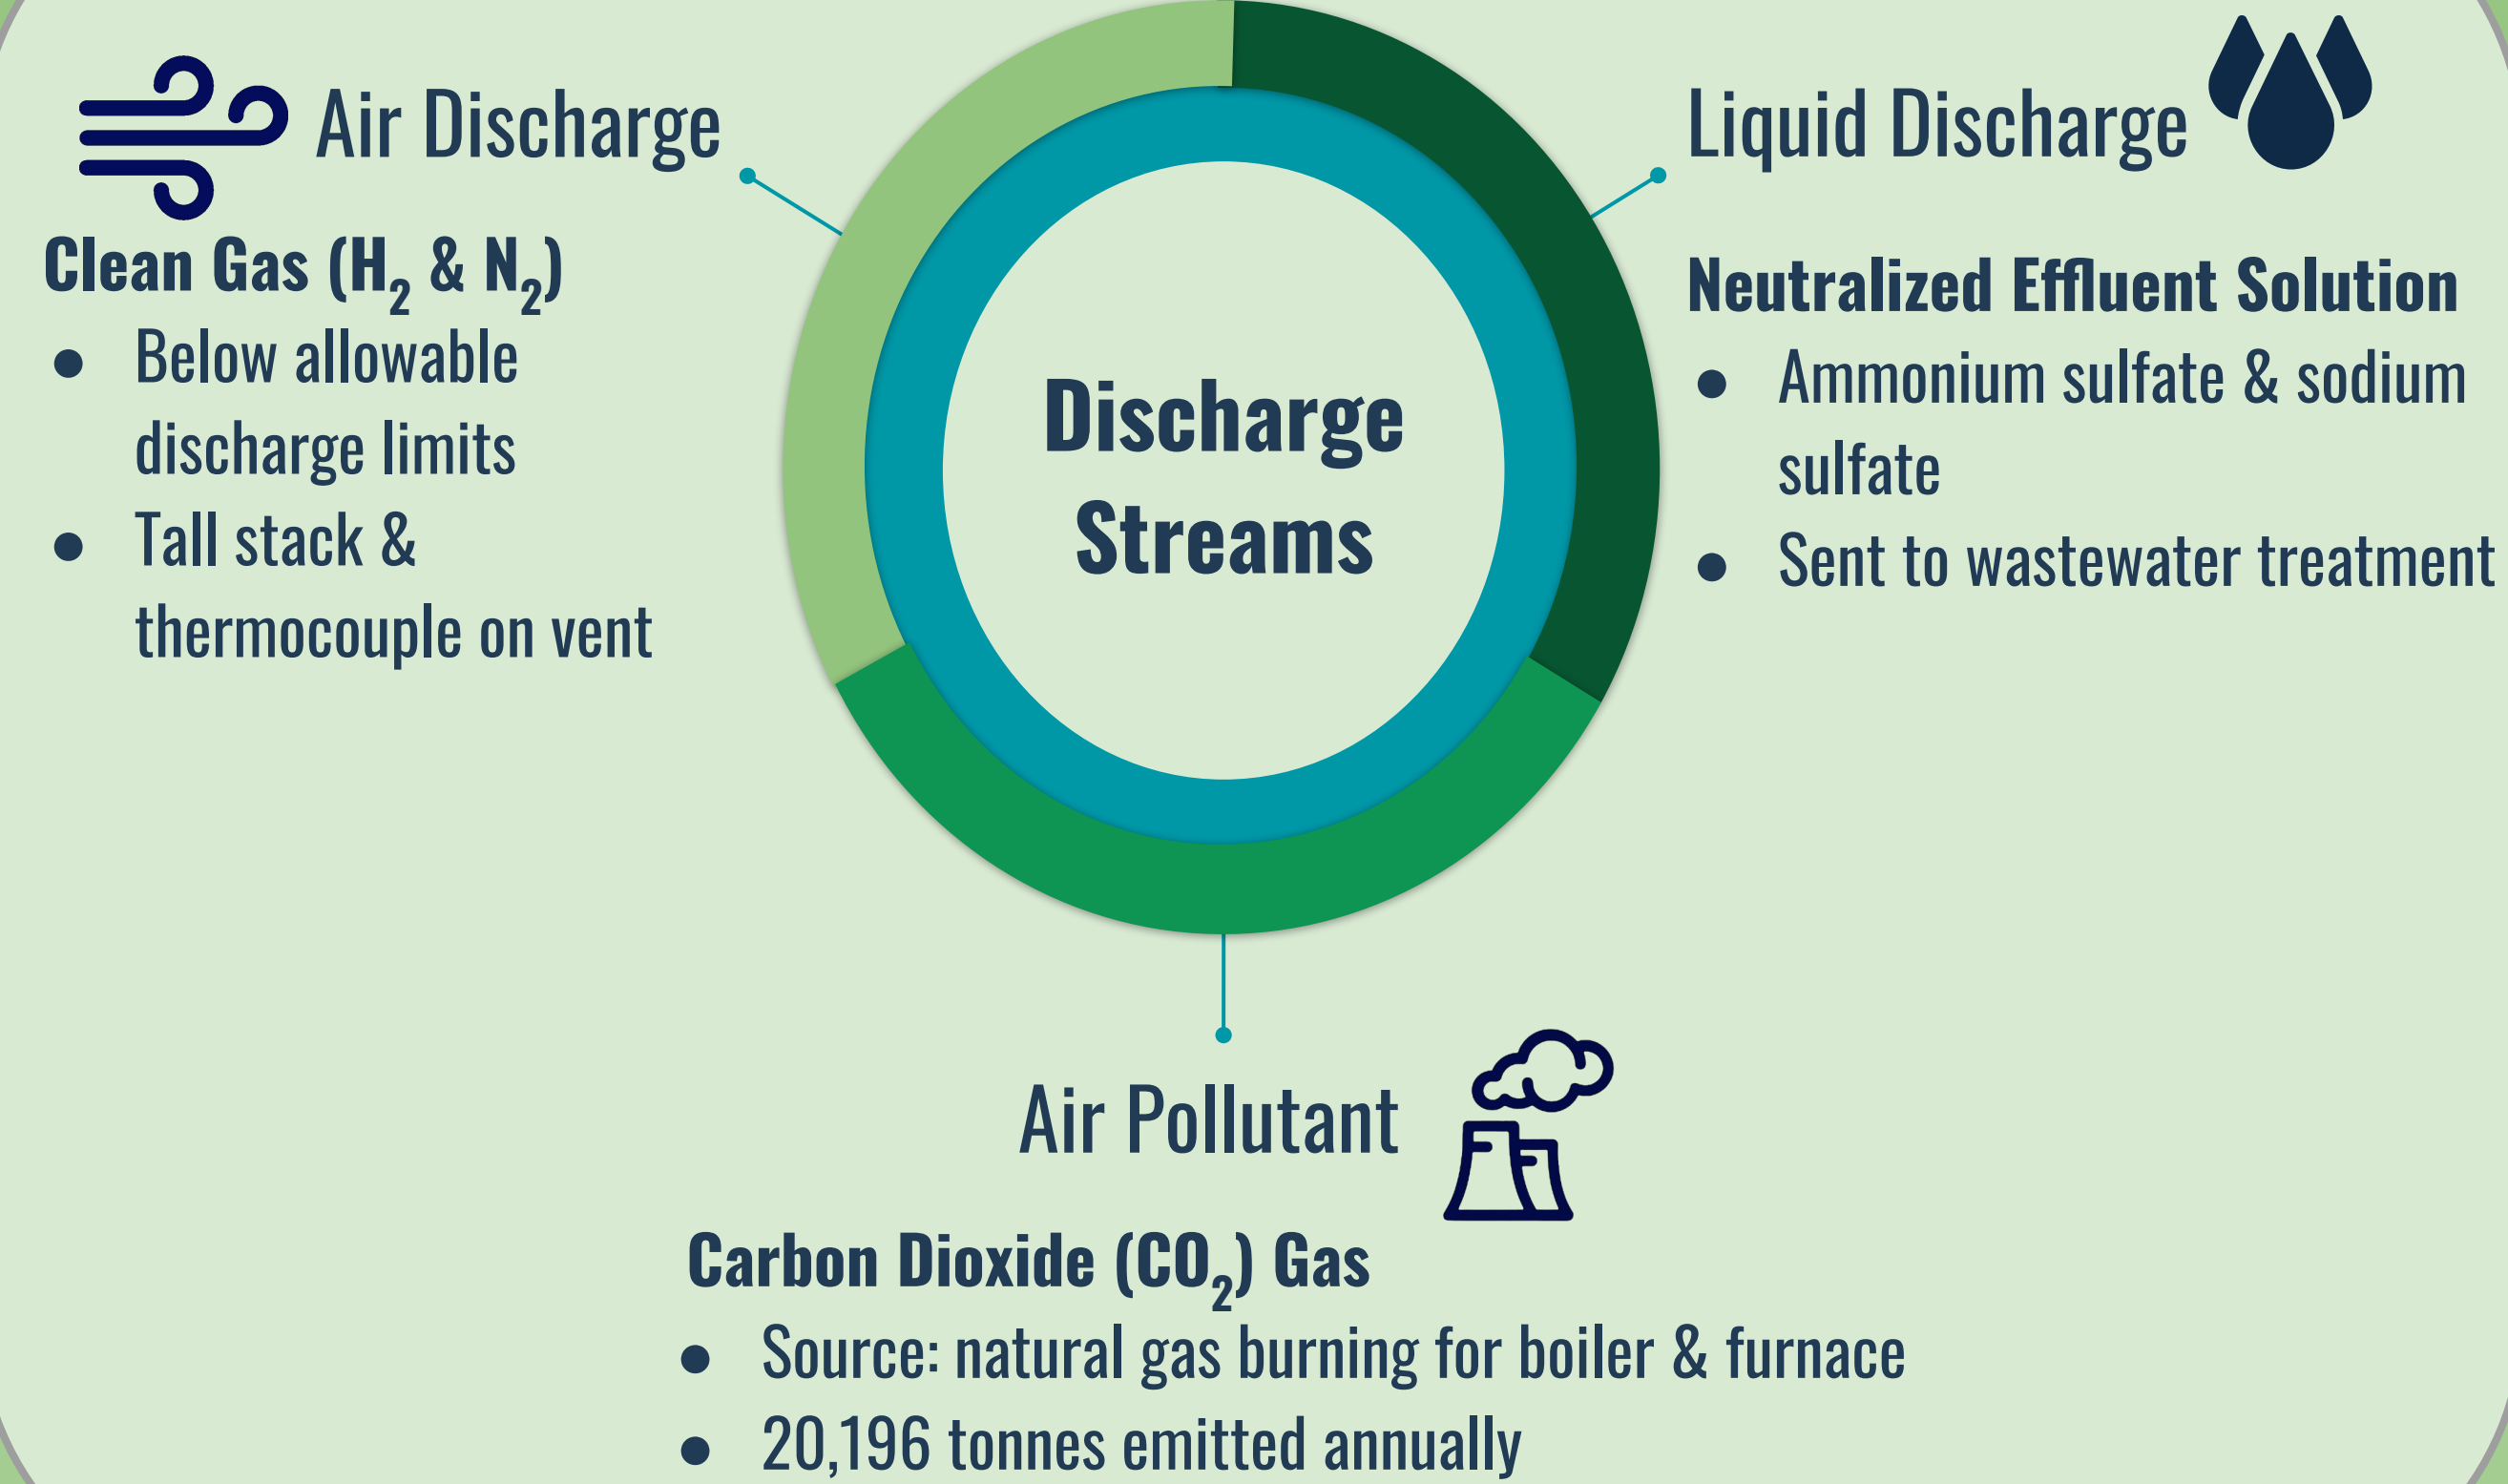 Air Discharge
Clean Gas (H₂ & N₂)
● Below allowable
discharge limits
● Tall stack &
thermocouple on vent
Discharge
Streams
Liquid Discharge
Neutralized Effluent Solution
● Ammonium sulfate & sodium
sulfate
● Sent to wastewater treatment
Air Pollutant
Carbon Dioxide (CO₂) Gas
● Source: natural gas burning for boiler & furnace
● 20,196 tonnes emitted annually